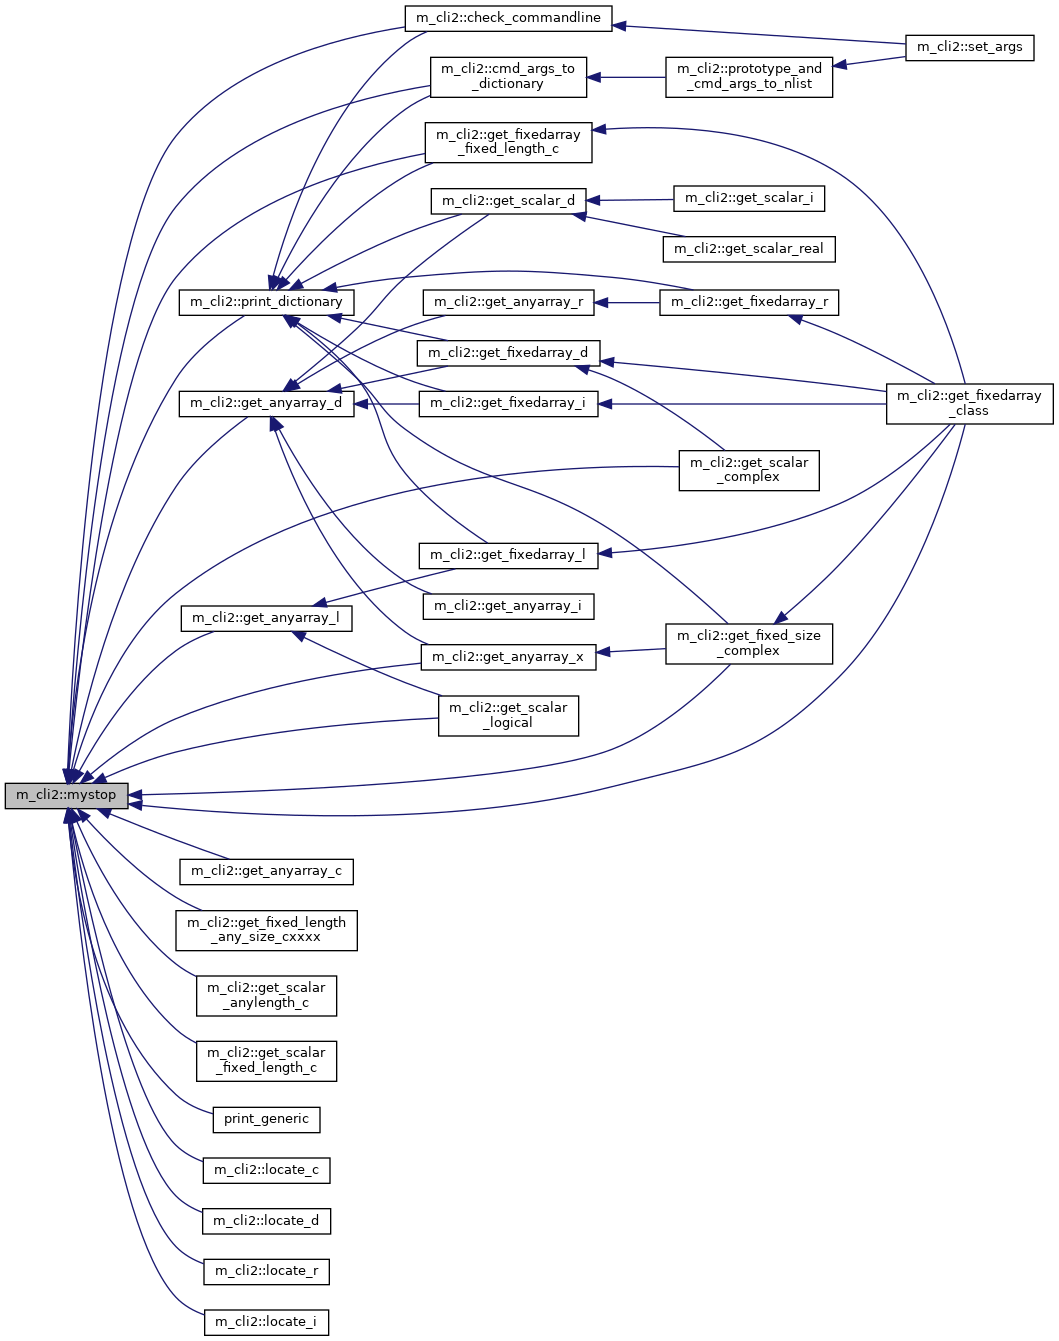 m_cli2::check_commandline
m_cli2::set_args
m_cli2::cmd_args_to
_dictionary
m_cli2::prototype_and
_cmd_args_to_nlist
m_cli2::get_fixedarray
_fixed_length_c
m_cli2::get_scalar_d
m_cli2::get_scalar_i
m_cli2::get_scalar_real
m_cli2::print_dictionary
m_cli2::get_anyarray_r
m_cli2::get_fixedarray_r
m_cli2::get_fixedarray_d
m_cli2::get_anyarray_d
m_cli2::get_fixedarray_i
m_cli2::get_fixedarray
_class
m_cli2::get_scalar
_complex
m_cli2::get_fixedarray_l
m_cli2::get_anyarray_i
m_cli2::get_anyarray_l
m_cli2::get_fixed_size
_complex
m_cli2::get_anyarray_x
m_cli2::get_scalar
_logical
m_cli2::mystop
m_cli2::get_anyarray_c
m_cli2::get_fixed_length
_any_size_cxxxx
m_cli2::get_scalar
_anylength_c
m_cli2::get_scalar
_fixed_length_c
print_generic
m_cli2::locate_c
m_cli2::locate_d
m_cli2::locate_r
m_cli2::locate_i